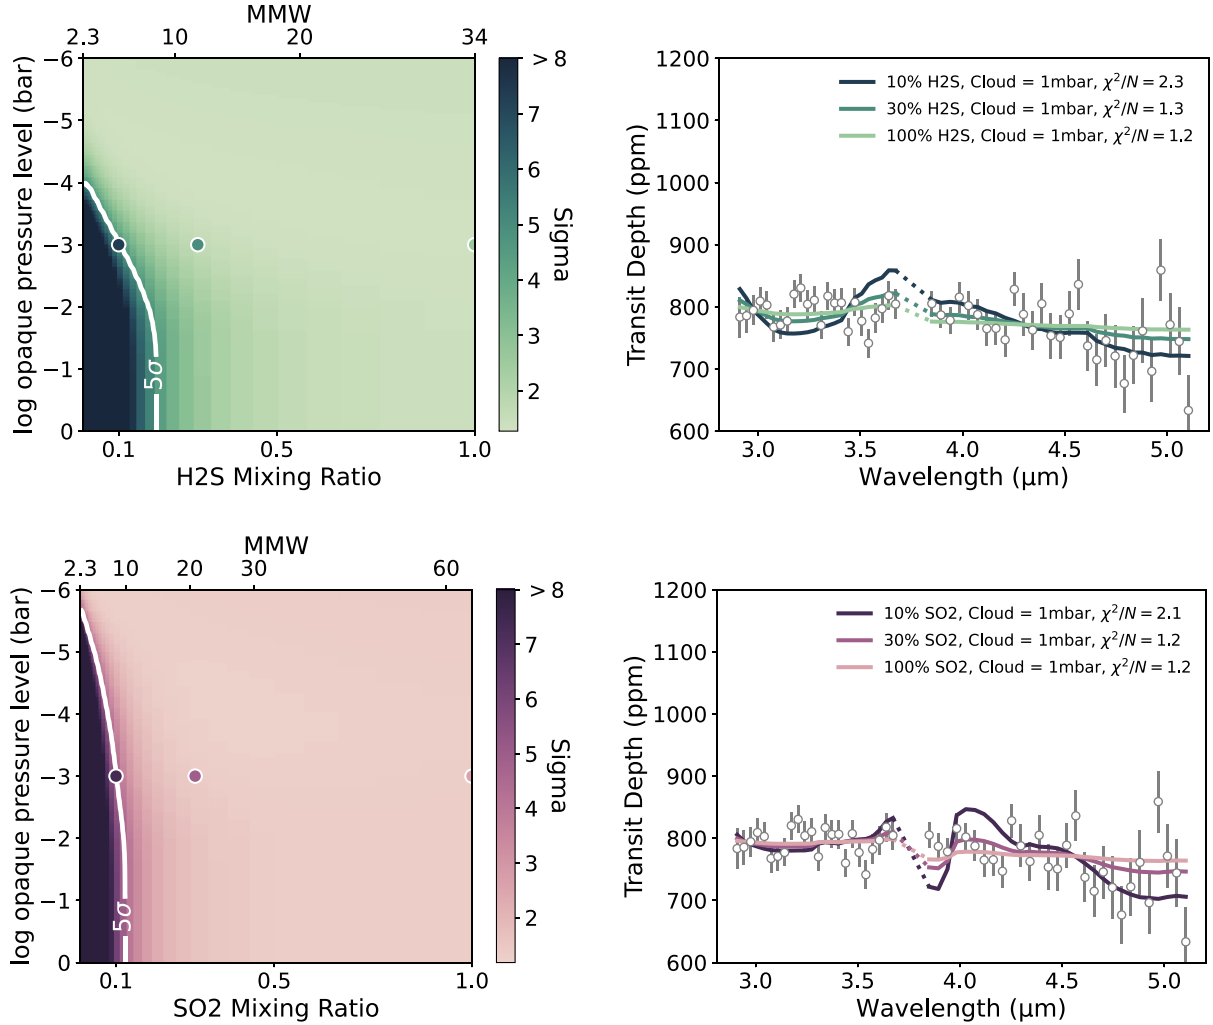 MMW
2.3 10 20 34
log opaque pressure level (bar)
−6
−5
−4
−3
−2
−1
0
5σ
0.1 0.5 1.0
H2S Mixing Ratio
> 8
7
6
5
4
3
2
Sigma
Transit Depth (ppm)
1200
1100
1000
900
800
700
600
10% H2S, Cloud = 1mbar, χ²/N = 2.3
30% H2S, Cloud = 1mbar, χ²/N = 1.3
100% H2S, Cloud = 1mbar, χ²/N = 1.2
3.0 3.5 4.0 4.5 5.0
Wavelength (μm)
MMW
2.3 10 20 30 60
log opaque pressure level (bar)
−6
−5
−4
−3
−2
−1
0
5σ
0.1 0.5 1.0
SO2 Mixing Ratio
> 8
7
6
5
4
3
2
Sigma
Transit Depth (ppm)
1200
1100
1000
900
800
700
600
10% SO2, Cloud = 1mbar, χ²/N = 2.1
30% SO2, Cloud = 1mbar, χ²/N = 1.2
100% SO2, Cloud = 1mbar, χ²/N = 1.2
3.0 3.5 4.0 4.5 5.0
Wavelength (μm)